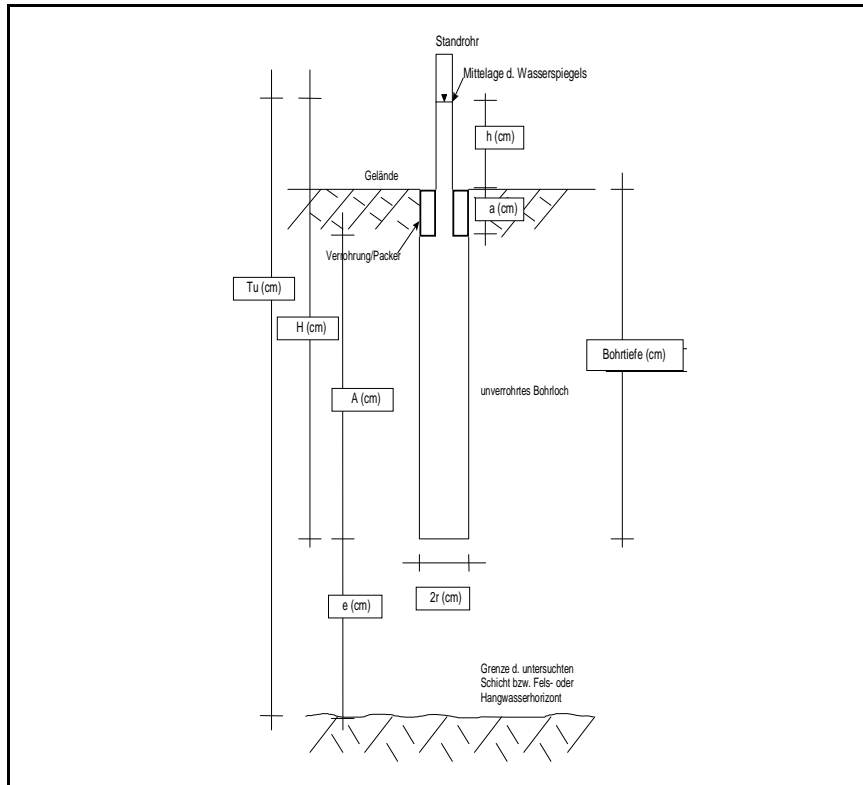 Standrohr
Mittelage d. Wasserspiegels
h (cm)
Gelände
a (cm)
Verrohrung/Packer
Tu (cm)
H (cm)
Bohrtiefe (cm)
A (cm)
unverrohrtes Bohrloch
2r (cm)
e (cm)
Grenze d. untersuchten
Schicht bzw. Fels- oder
Hangwasserhorizont